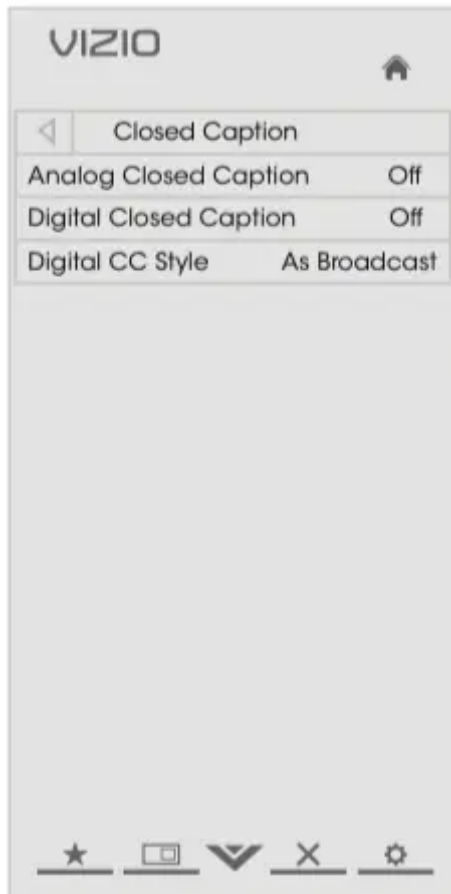 VIZIO
Closed Caption
Analog Closed Caption Off
Digital Closed Caption Off
Digital CC Style As Broadcast